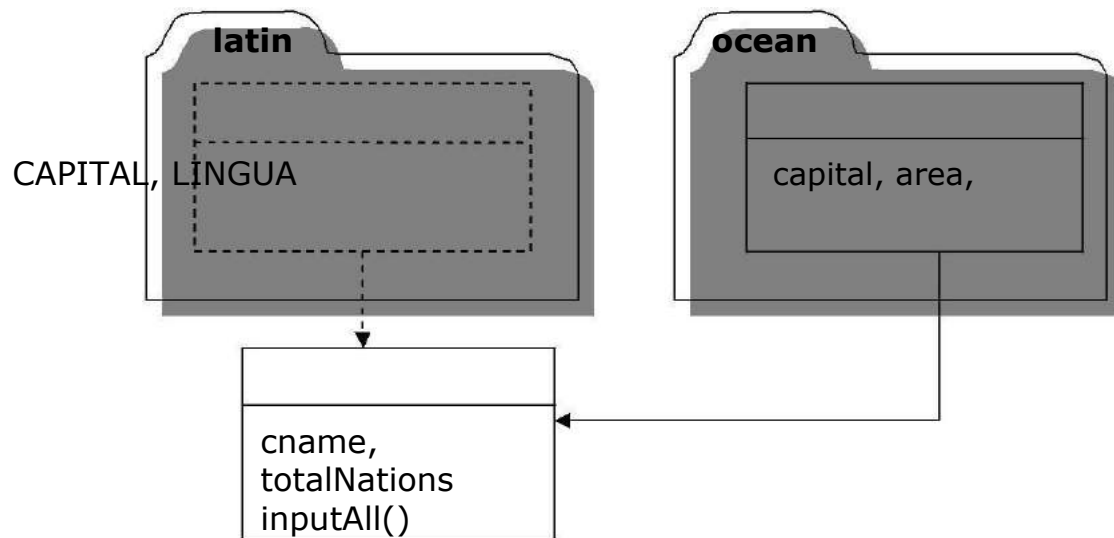 latin
ocean
CAPITAL, LINGUA
capital, area,
cname,
totalNations
inputAll()